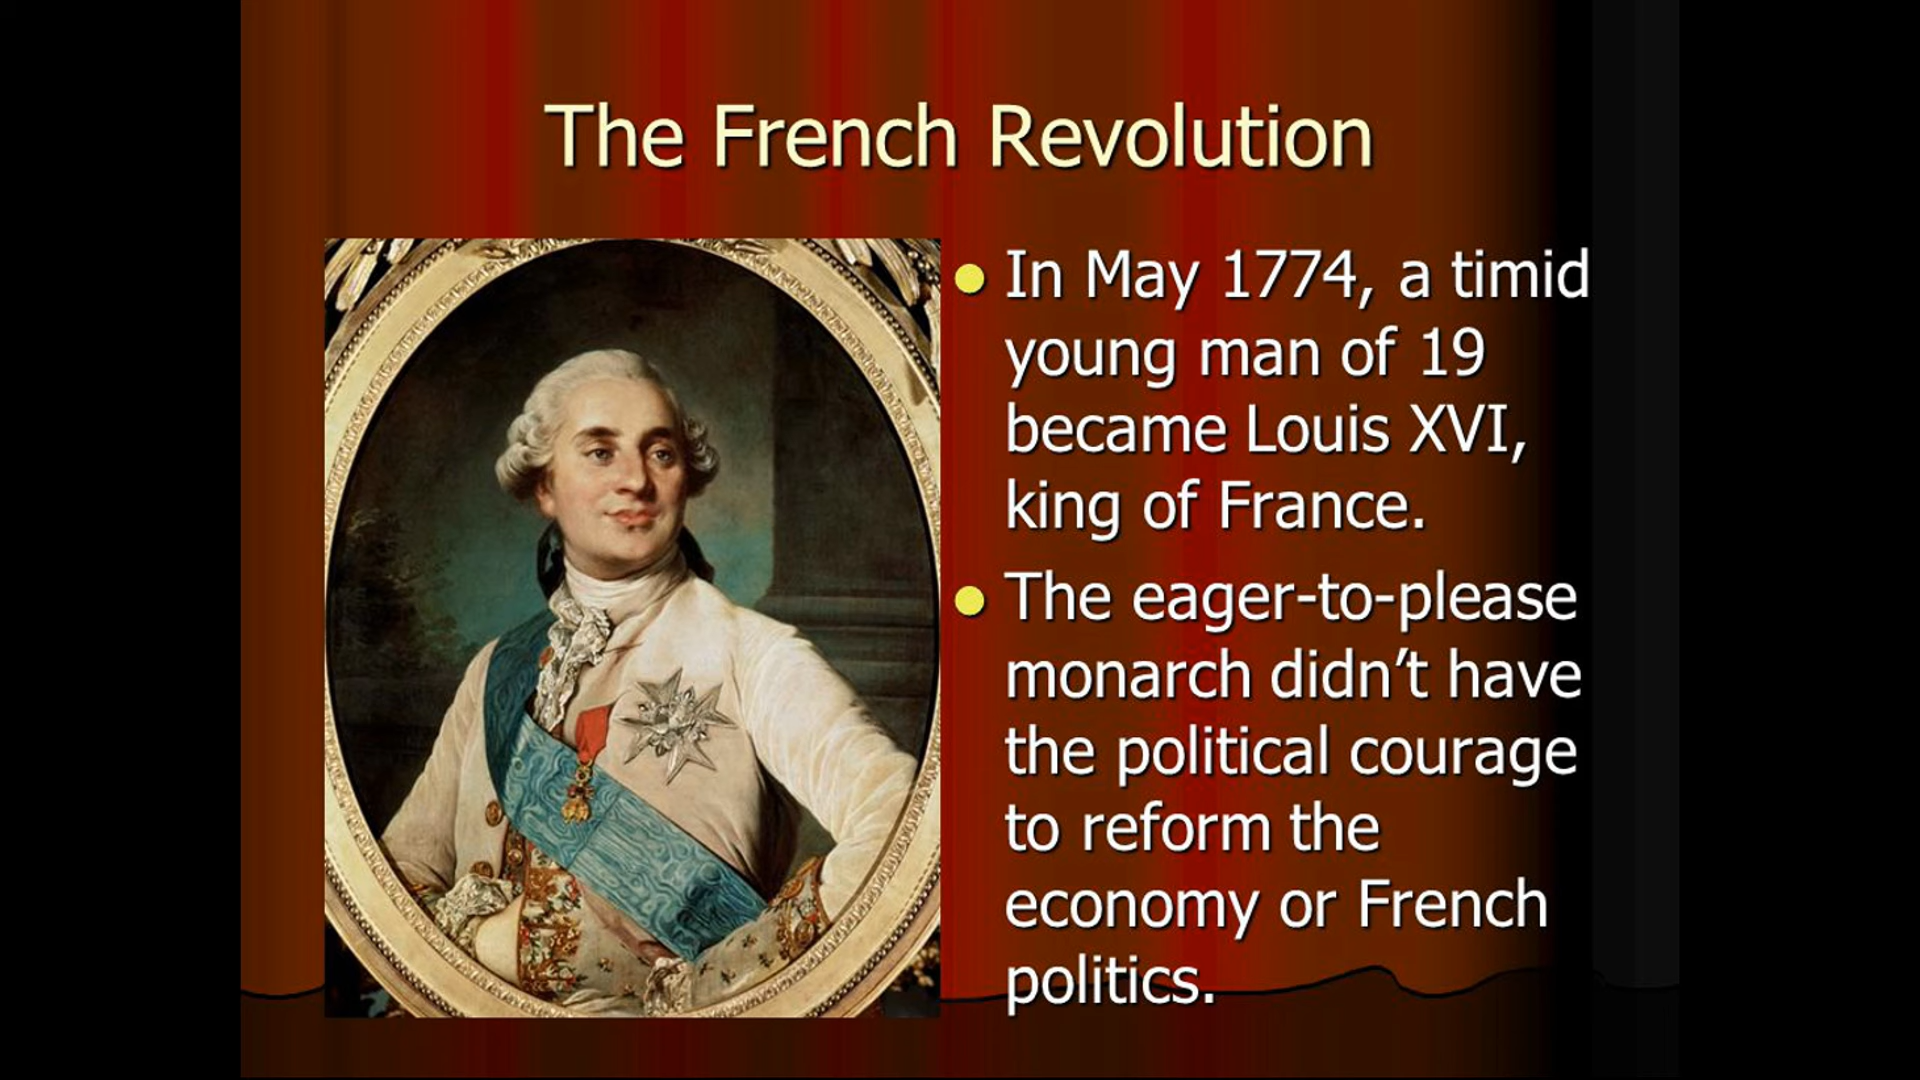 The French Revolution
In May 1774, a timid
young man of 19
became Louis XVI,
king of France.
The eager-to-please
monarch didn’t have
the political courage
to reform the
economy or French
politics.